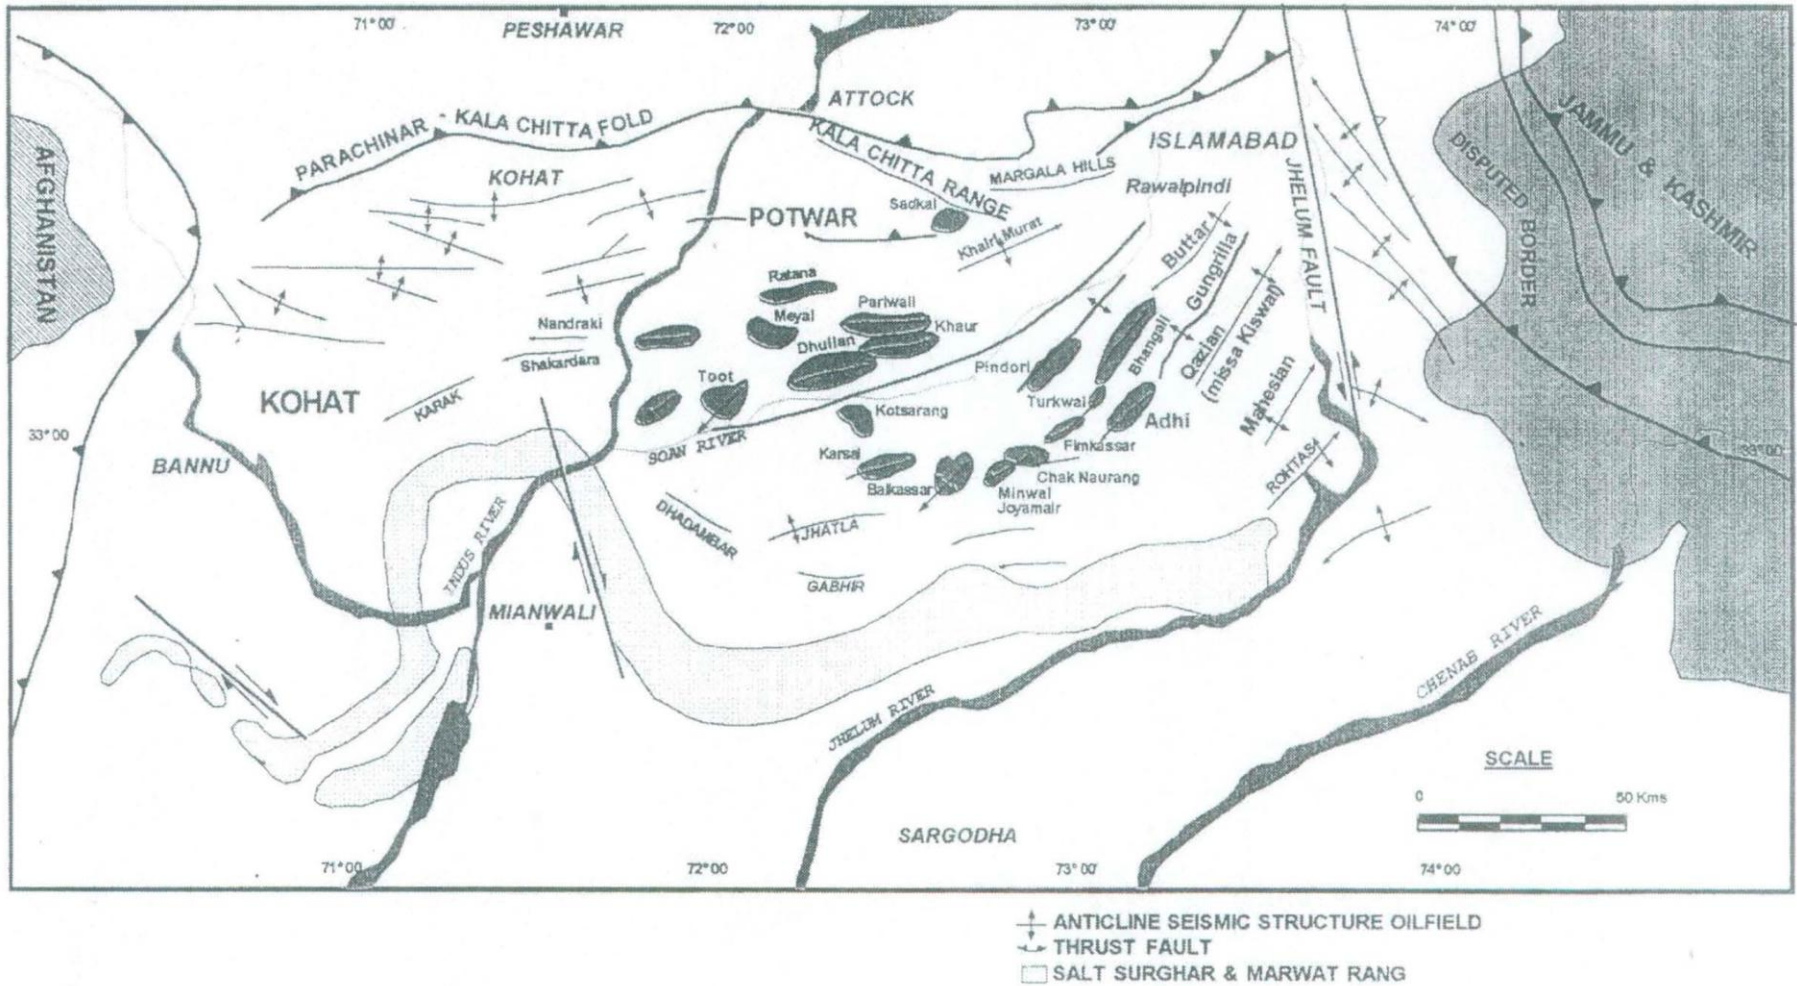 71°00'
PESHAWAR
72°00'
73°00'
74°00'
ATTOCK
PARACHINAR - KALA CHITTA FOLD
KALA CHITTA RANGE
ISLAMABAD
MARGALA HILLS
Rawalpindi
JHELUM FAULT
DISPUTED BORDER
JAMMU & KASHMIR
AFGHANISTAN
KOHAT
POTWAR
Sadkal
Khairi Murat
Buttar
Gungrilla
Ratana
Meyal
Pariwali
Khaur
Dhullan
Nandraki
Shakardara
Toot
KARAK
KOHAT
Pindori
Bhangali
Qazian
(missa Kiswan)
Mahesian
Turkwal
Adhi
Fimkassar
Kotsarang
Karsal
Balkassar
Chak Naurang
Minwal
Joyamair
ROHTASA
33°00'
33°00'
BANNU
SOAN RIVER
INDUS RIVER
DHADAMBAR
JHATLA
GABHIR
MIANWALI
JHELUM RIVER
CHENAB RIVER
SARGODHA
SCALE
0 50 Kms
71°00'
72°00'
73°00'
74°00'
ANTICLINE SEISMIC STRUCTURE OILFIELD
THRUST FAULT
SALT SURGHAR & MARWAT RANG